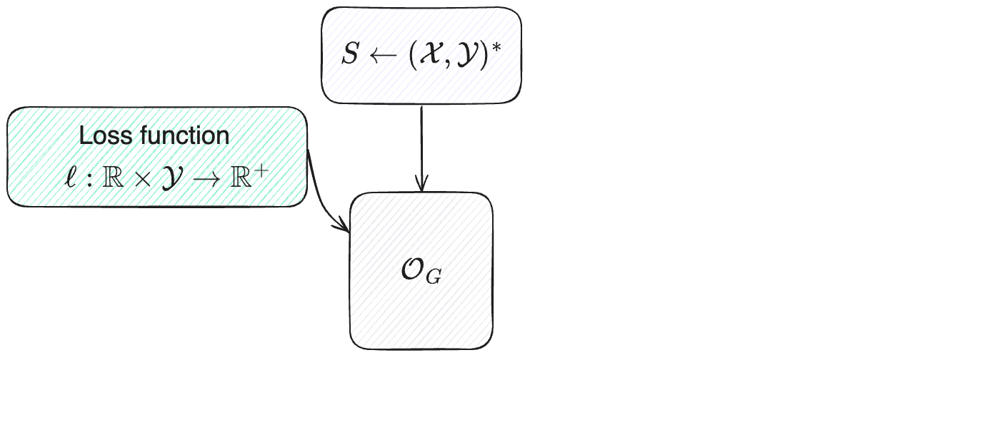 S ← (𝒳, 𝒴)*
Loss function
ℓ : ℝ × 𝒴 → ℝ⁺
𝒪_G